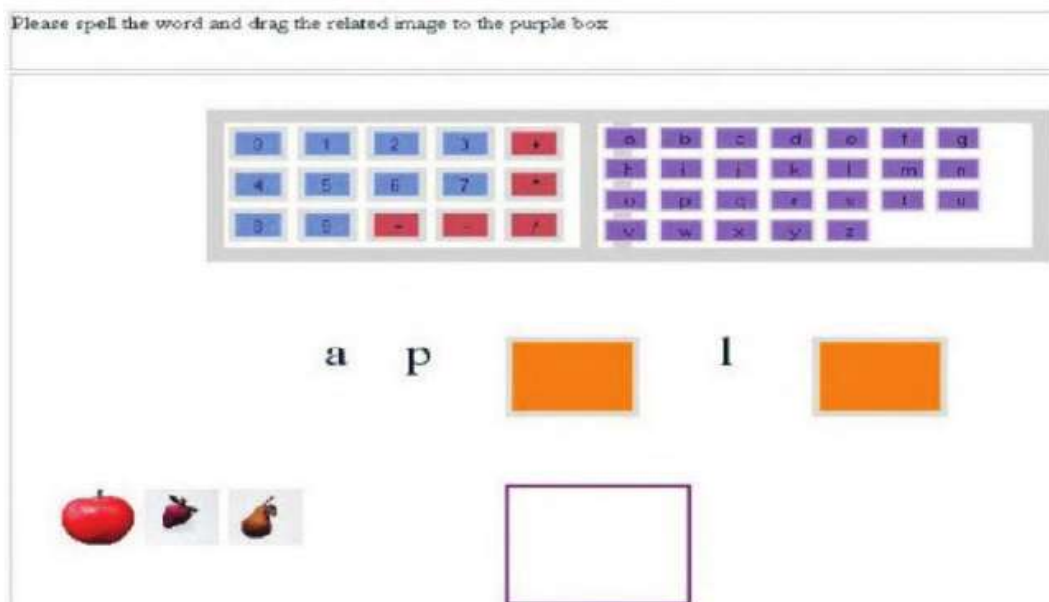 Please spell the word and drag the related image to the purple box
0 1 2 3 + a b c d e f g
4 5 6 7 * h i j k l m n
8 9 - / o p q r s t u
v w x y z
a p l